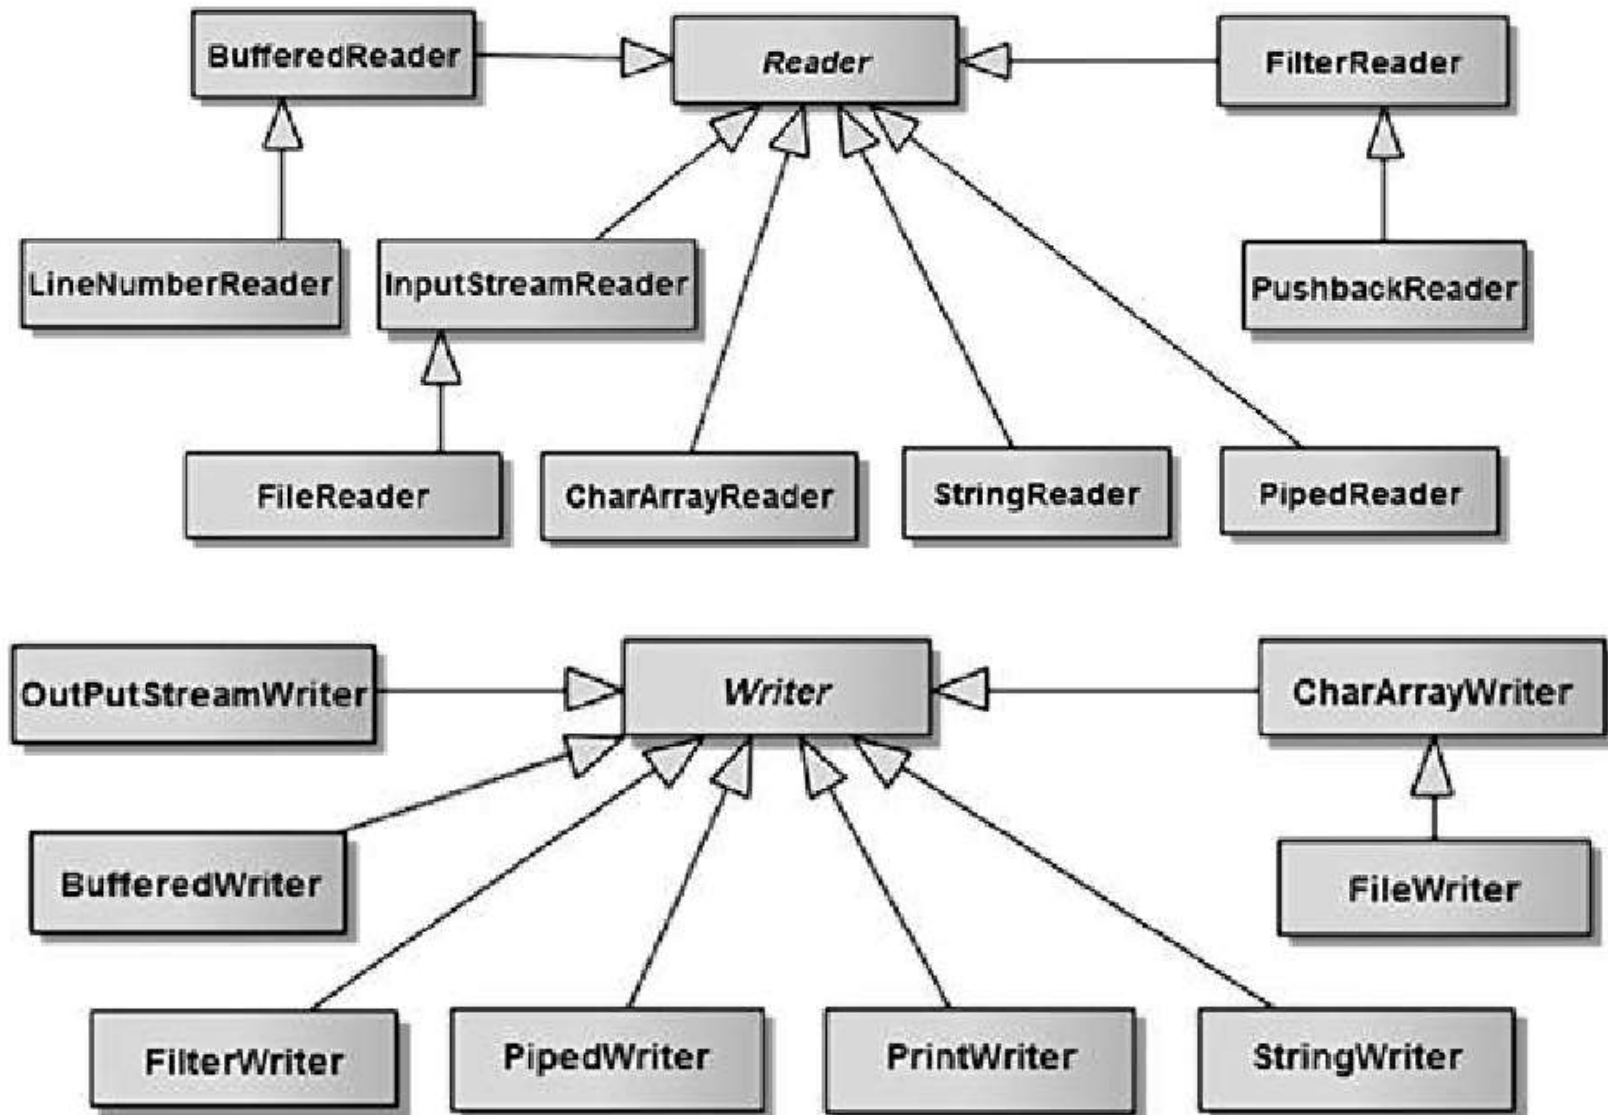 BufferedReader
Reader
FilterReader
LineNumberReader
InputStreamReader
PushbackReader
FileReader
CharArrayReader
StringReader
PipedReader
OutPutStreamWriter
Writer
CharArrayWriter
BufferedWriter
FileWriter
FilterWriter
PipedWriter
PrintWriter
StringWriter